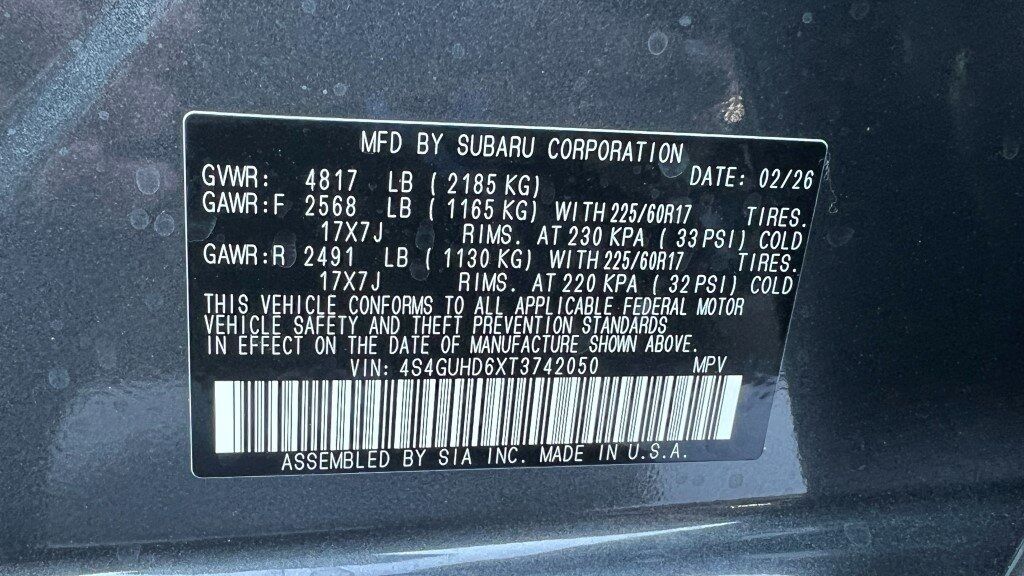 MFD BY SUBARU CORPORATION
GVWR: 4817 LB ( 2185 KG) DATE: 02/26
GAWR:F 2568 LB ( 1165 KG) WITH 225/60R17 TIRES.
17X7J RIMS. AT 230 KPA ( 33 PSI) COLD
GAWR:R 2491 LB ( 1130 KG) WITH 225/60R17 TIRES.
17X7J RIMS. AT 220 KPA ( 32 PSI) COLD
THIS VEHICLE CONFORMS TO ALL APPLICABLE FEDERAL MOTOR
VEHICLE SAFETY AND THEFT PREVENTION STANDARDS
IN EFFECT ON THE DATE OF MANUFACTURE SHOWN ABOVE.
VIN: 4S4GUHD6XT3742050 MPV
ASSEMBLED BY SIA INC. MADE IN U.S.A.